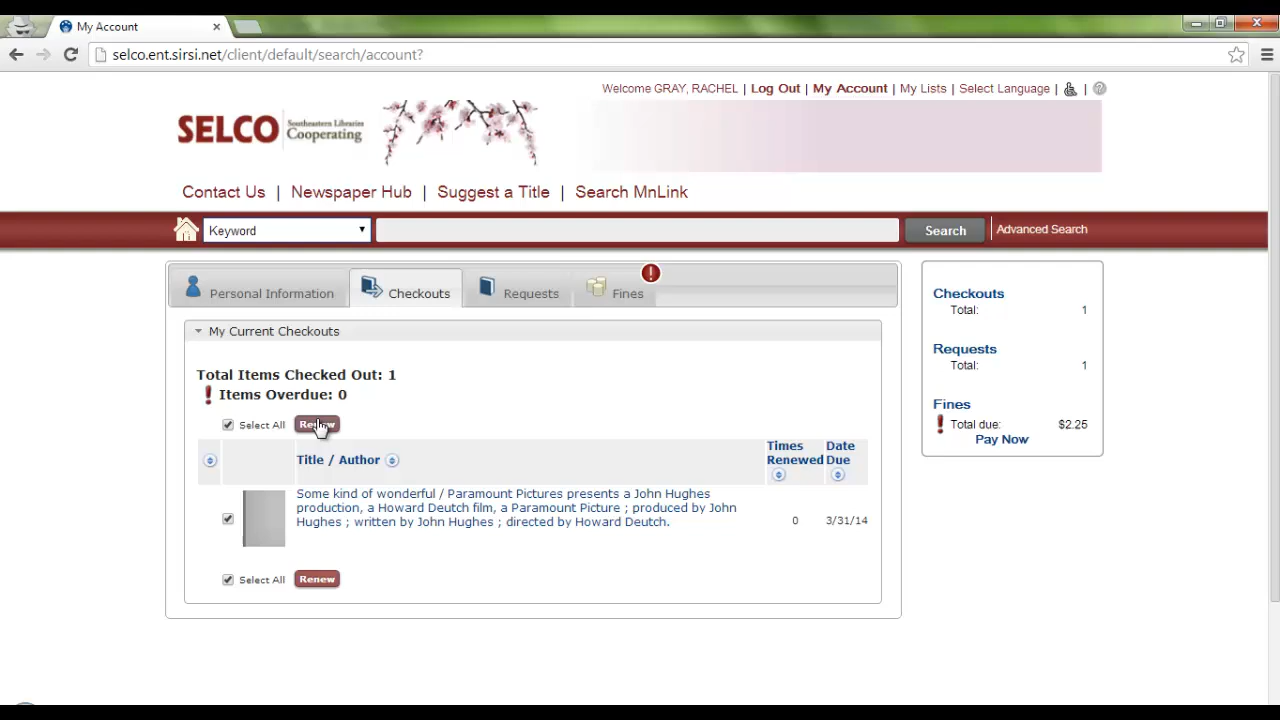 My Account
selco.ent.sirsi.net/client/default/search/account?
Welcome GRAY, RACHEL | Log Out | My Account | My Lists | Select Language | | ?
SELCO Southeastern Libraries Cooperating
Contact Us | Newspaper Hub | Suggest a Title | Search MnLink
Keyword Search Advanced Search
Personal Information Checkouts Requests Fines
My Current Checkouts
Total Items Checked Out: 1
Items Overdue: 0
Select All Renew
Title / Author Times Renewed Date Due
Some kind of wonderful / Paramount Pictures presents a John Hughes
production, a Howard Deutch film, a Paramount Picture ; produced by John
Hughes ; written by John Hughes ; directed by Howard Deutch.
0 3/31/14
Select All Renew
Checkouts
Total: 1
Requests
Total: 1
Fines
Total due: $2.25
Pay Now